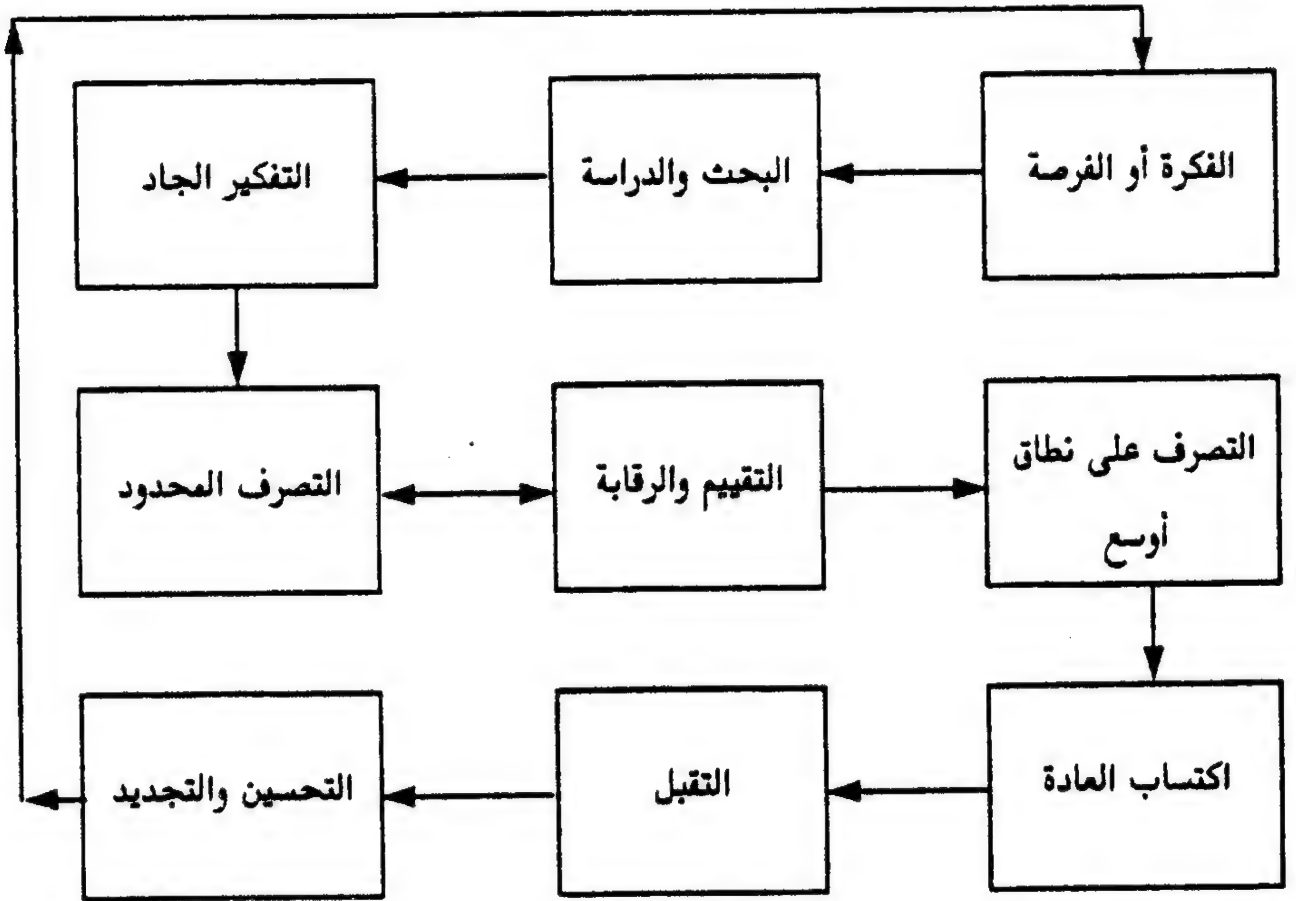 الفكرة أو الفرصة
البحث والدراسة
التفكير الجاد
التصرف المحدود
التقييم والرقابة
التصرف على نطاق
أوسع
اكتساب العادة
التقبل
التحسين والتجديد